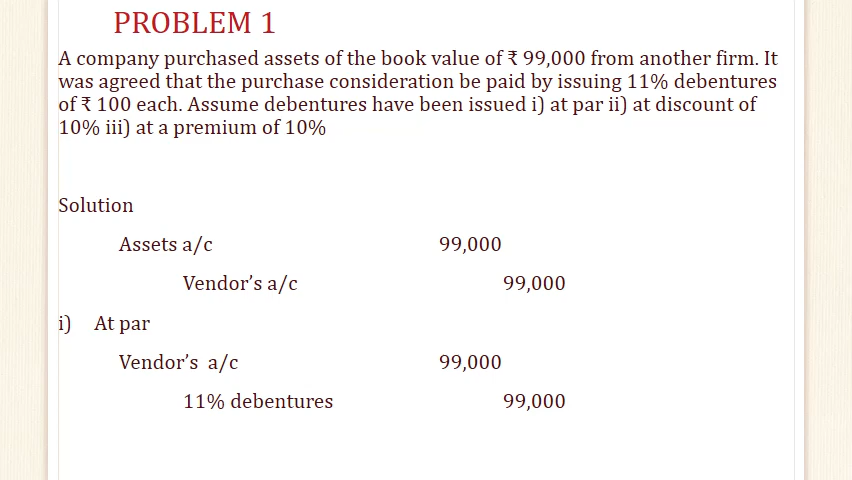 PROBLEM 1
A company purchased assets of the book value of ₹ 99,000 from another firm. It
was agreed that the purchase consideration be paid by issuing 11% debentures
of ₹ 100 each. Assume debentures have been issued i) at par ii) at discount of
10% iii) at a premium of 10%
Solution
Assets a/c 99,000
Vendor’s a/c 99,000
i) At par
Vendor’s a/c 99,000
11% debentures 99,000